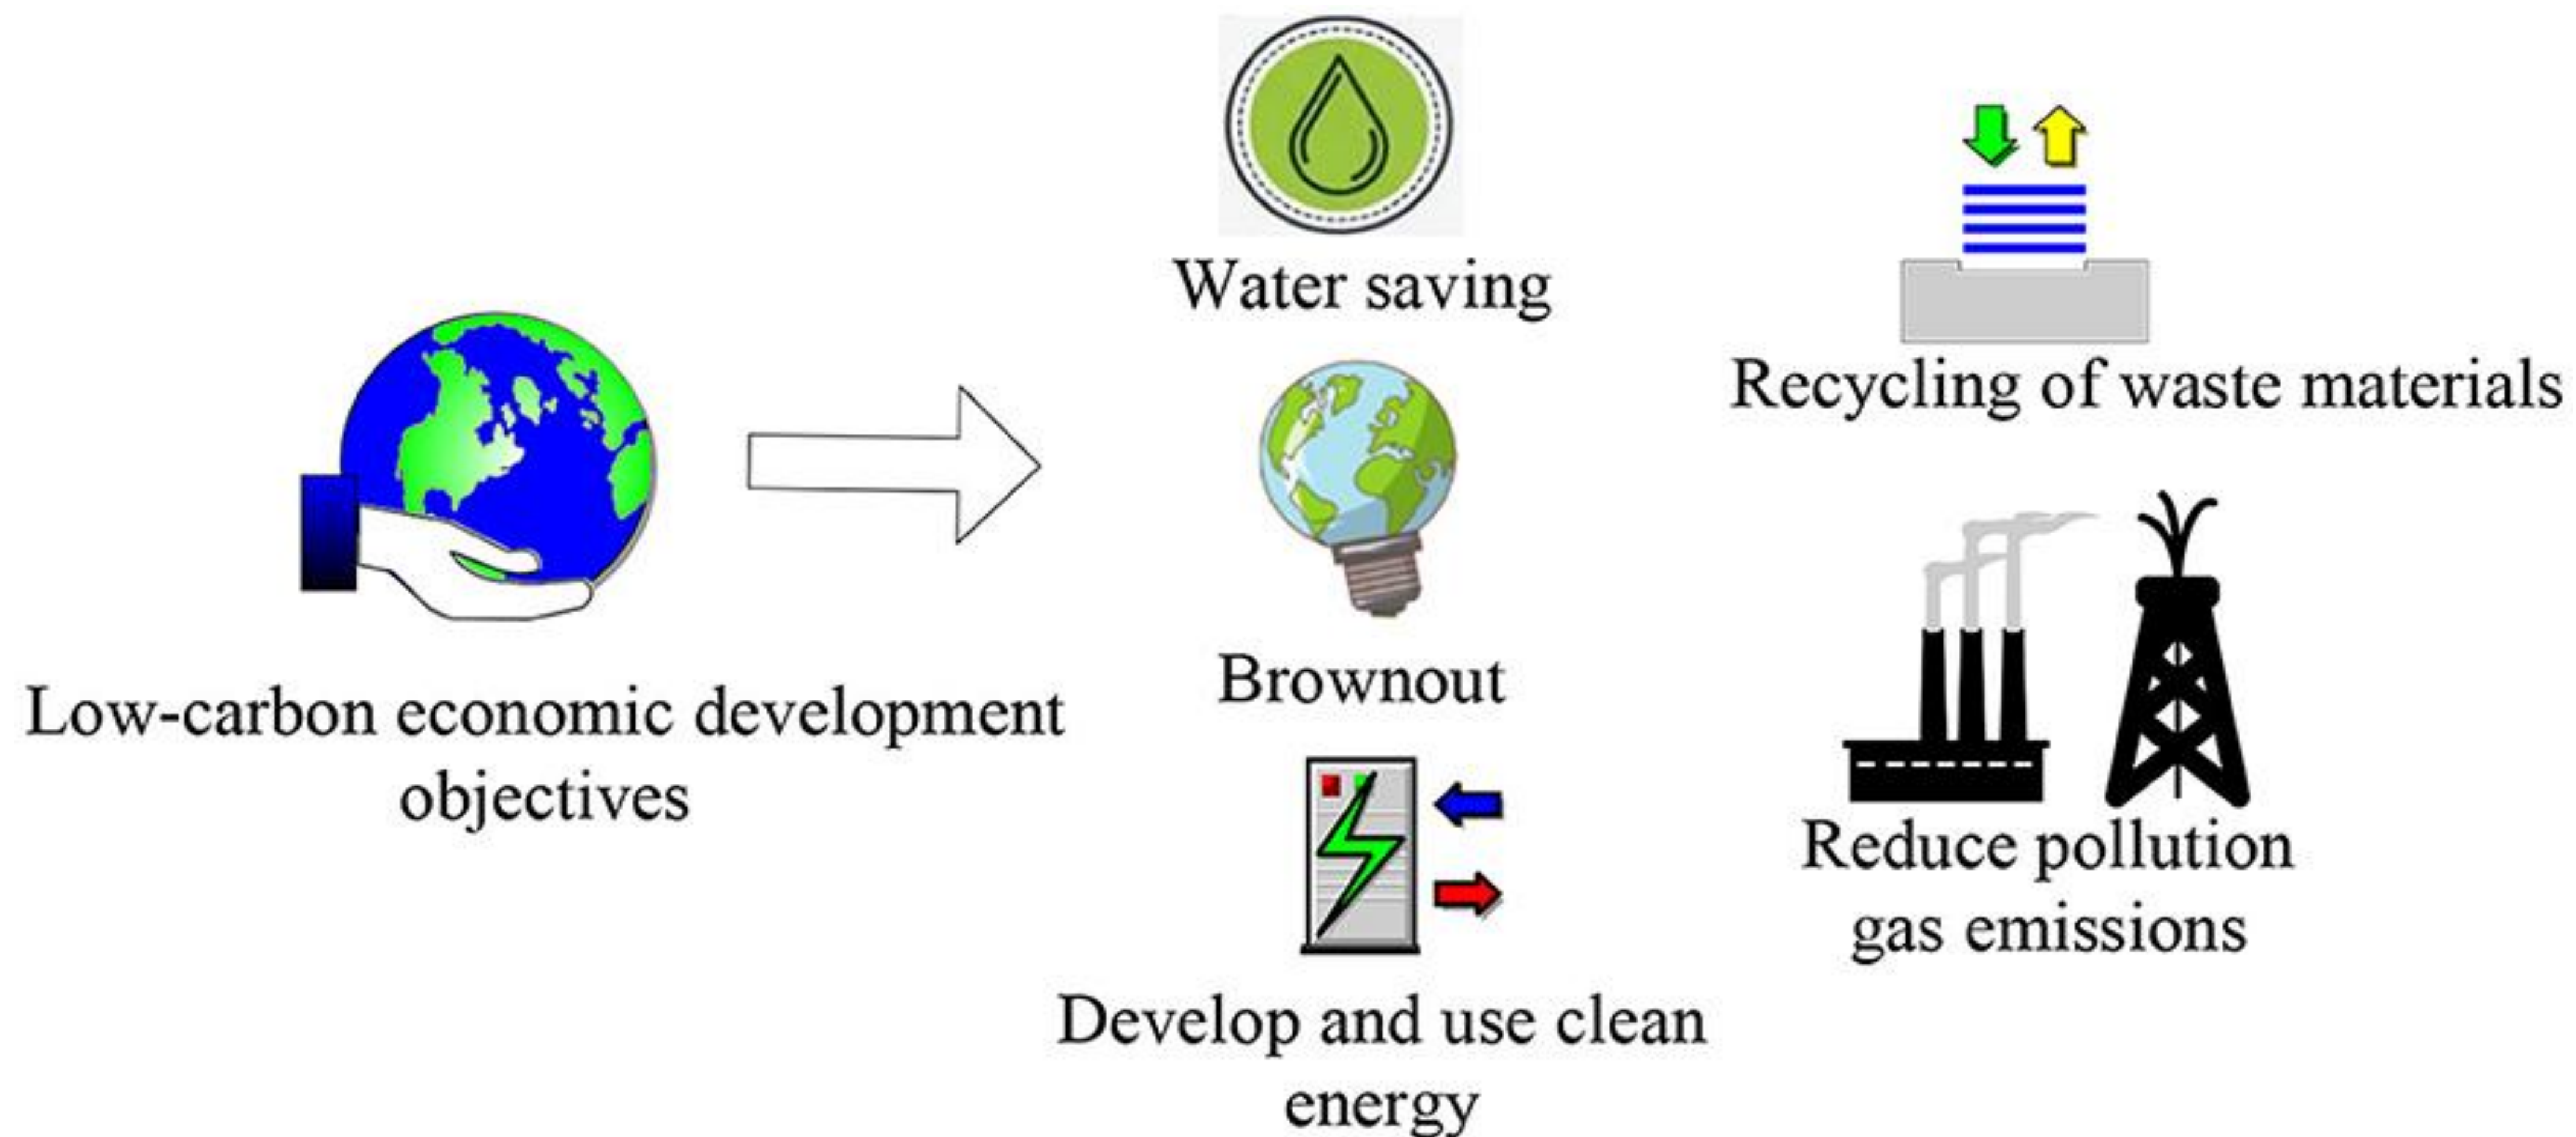 Low-carbon economic development
objectives
Water saving
Brownout
Develop and use clean
energy
Recycling of waste materials
Reduce pollution
gas emissions